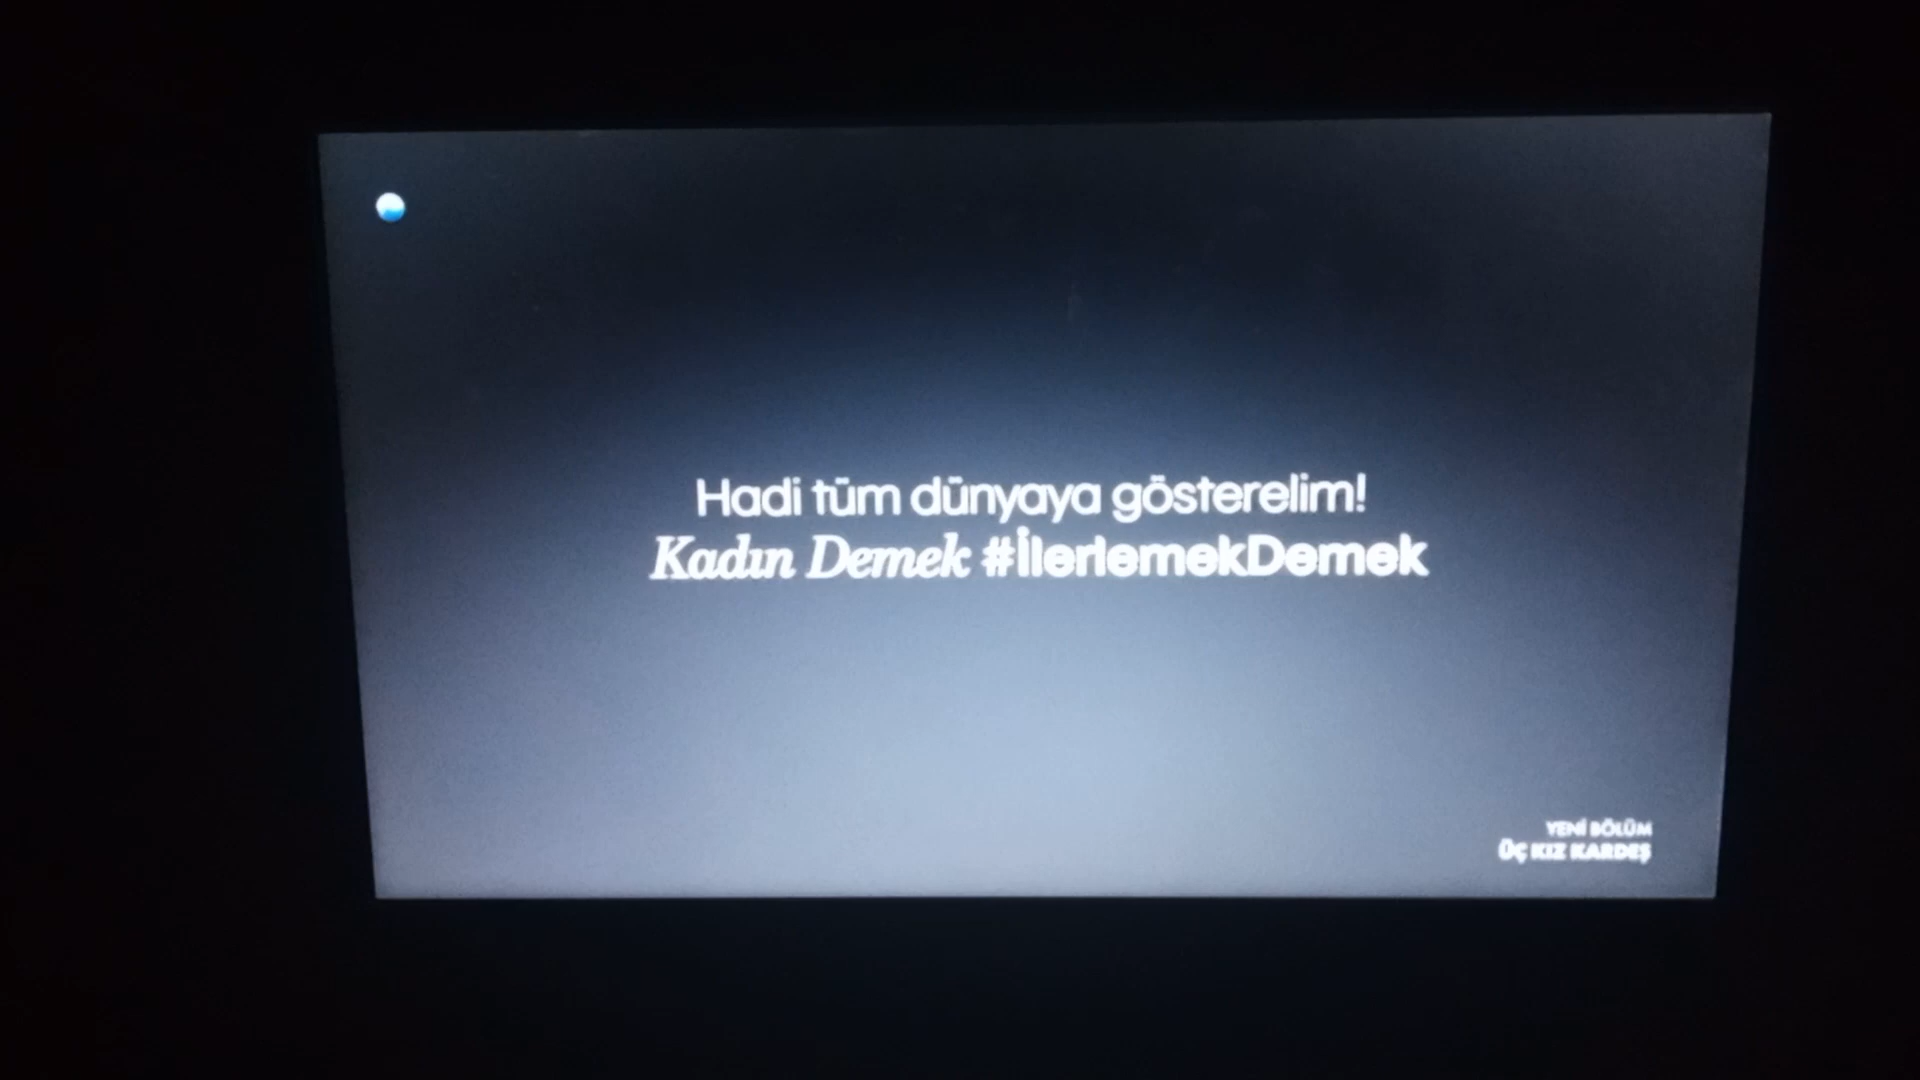 Hadi tüm dünyaya gösterelim!
Kadın Demek #İlerlemekDemek
YENİ BÖLÜM
ÜÇ KIZ KARDEŞ